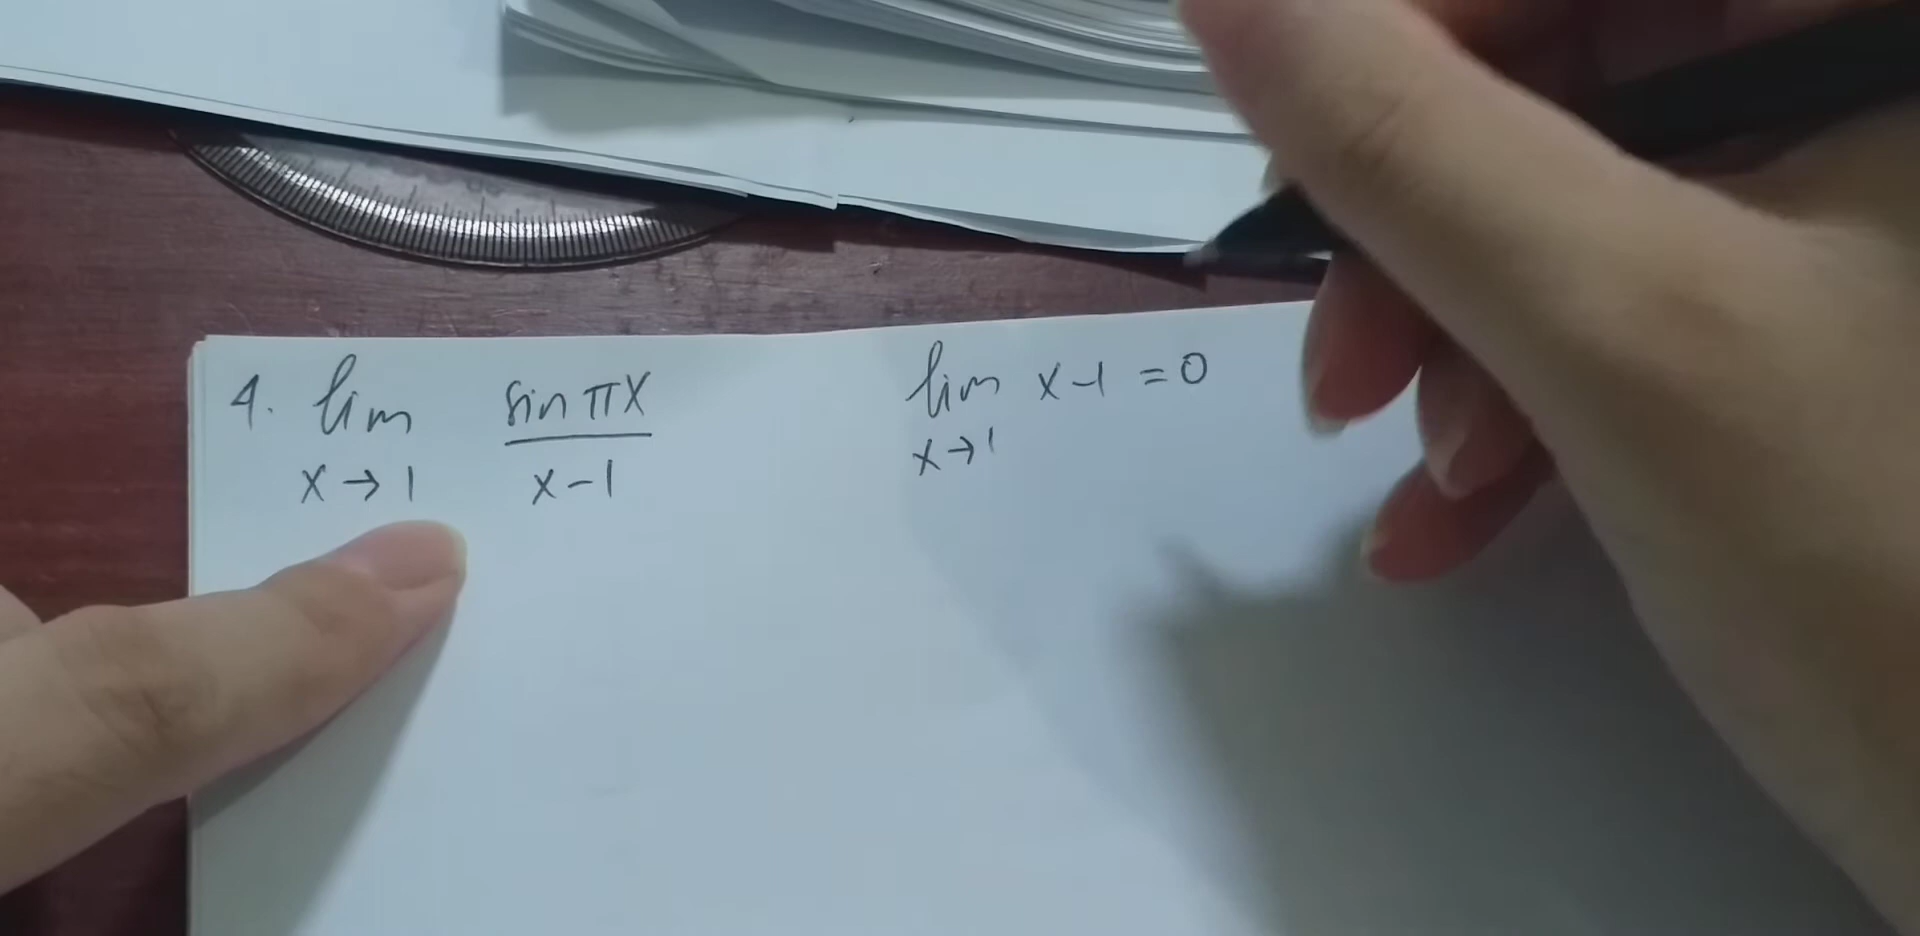 4. lim sin πx lim x-1 =0
x→1 x-1 x→1